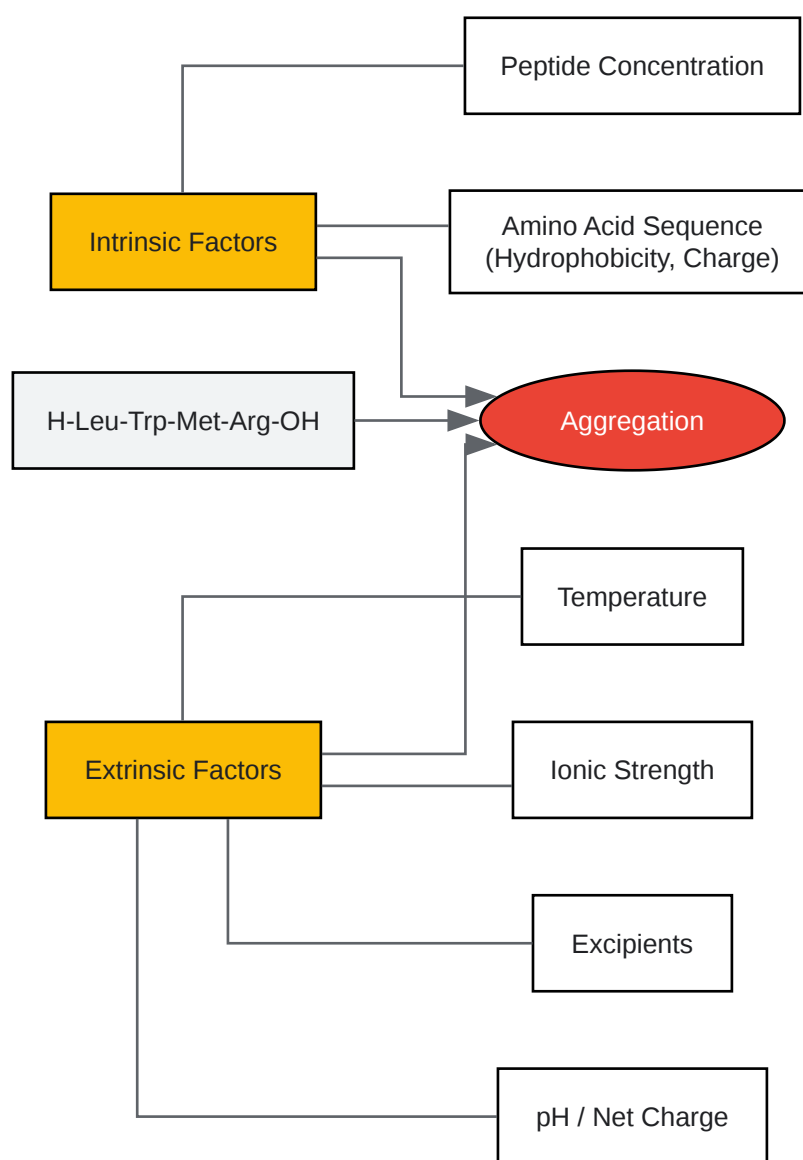 Peptide Concentration
Intrinsic Factors
Amino Acid Sequence
(Hydrophobicity, Charge)
H-Leu-Trp-Met-Arg-OH
Aggregation
Temperature
Extrinsic Factors
Ionic Strength
Excipients
pH / Net Charge